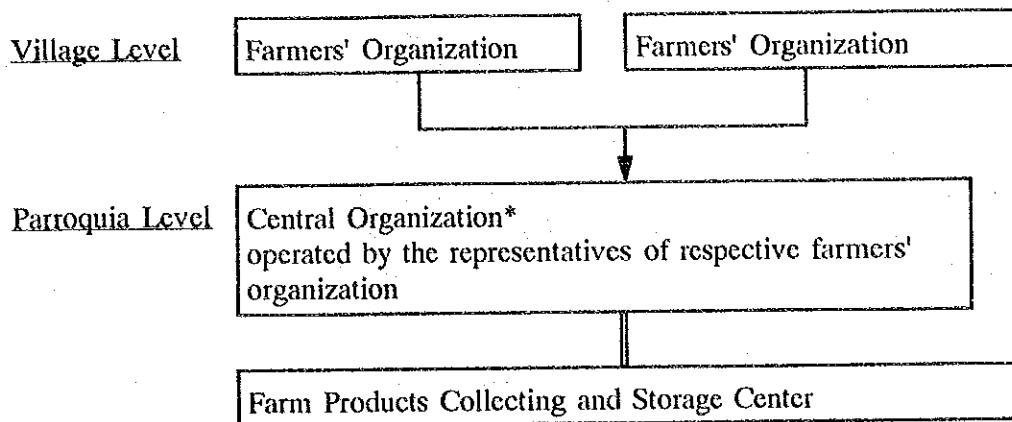 Village Level
Farmers' Organization
Farmers' Organization
Parroquia Level
Central Organization*
operated by the representatives of respective farmers'
organization
Farm Products Collecting and Storage Center